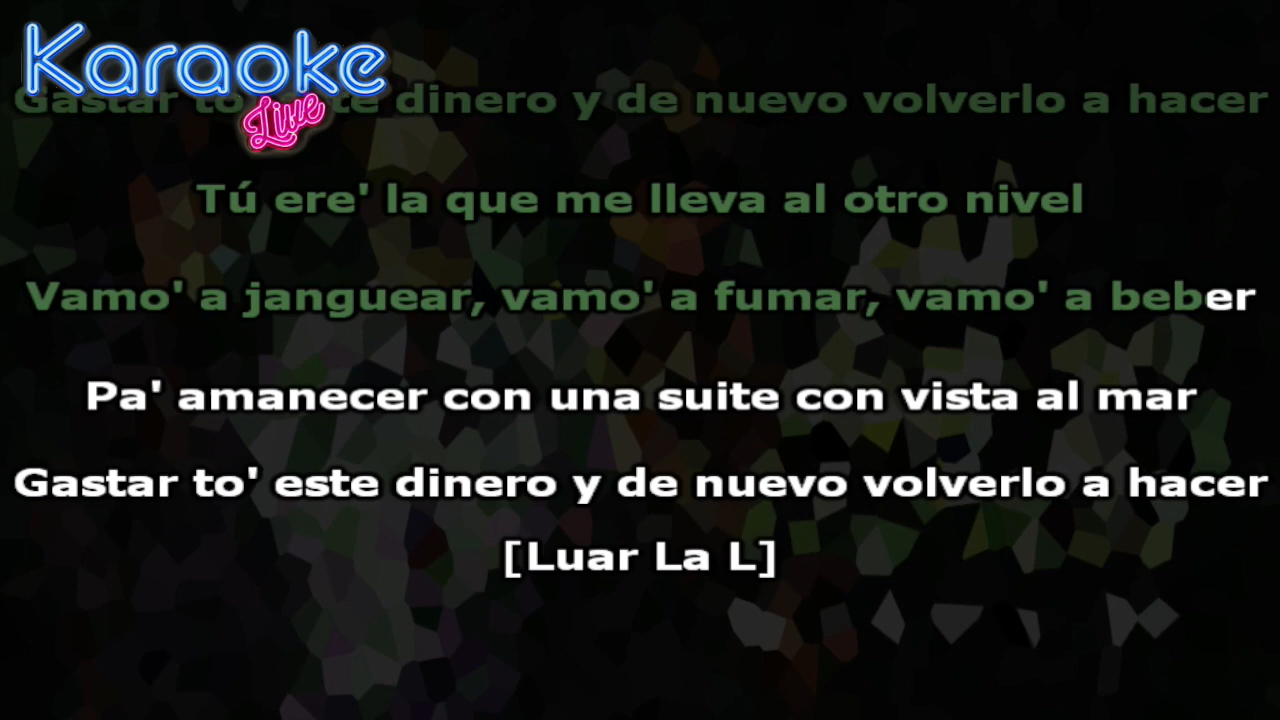 Karaoke
Live
Gastar to' este dinero y de nuevo volverlo a hacer
Tú ere' la que me lleva al otro nivel
Vamo' a janguear, vamo' a fumar, vamo' a beber
Pa' amanecer con una suite con vista al mar
Gastar to' este dinero y de nuevo volverlo a hacer
[Luar La L]